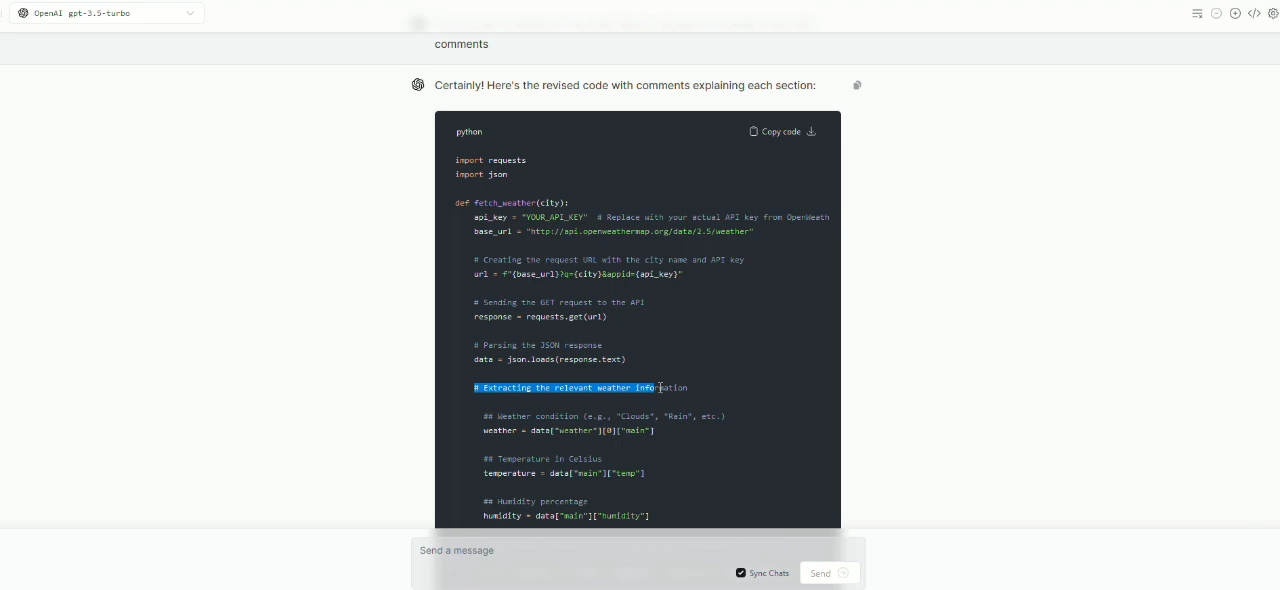 OpenAI gpt-3.5-turbo
comments
Certainly! Here's the revised code with comments explaining each section:
python
Copy code
import requests
import json
def fetch_weather(city):
api_key = "YOUR_API_KEY"  # Replace with your actual API key from OpenWeath
base_url = "http://api.openweathermap.org/data/2.5/weather"
# Creating the request URL with the city name and API key
url = f"{base_url}?q={city}&appid={api_key}"
# Sending the GET request to the API
response = requests.get(url)
# Parsing the JSON response
data = json.loads(response.text)
# Extracting the relevant weather information
## Weather condition (e.g., "Clouds", "Rain", etc.)
weather = data["weather"][0]["main"]
## Temperature in Celsius
temperature = data["main"]["temp"]
## Humidity percentage
humidity = data["main"]["humidity"]
Send a message
Sync Chats
Send